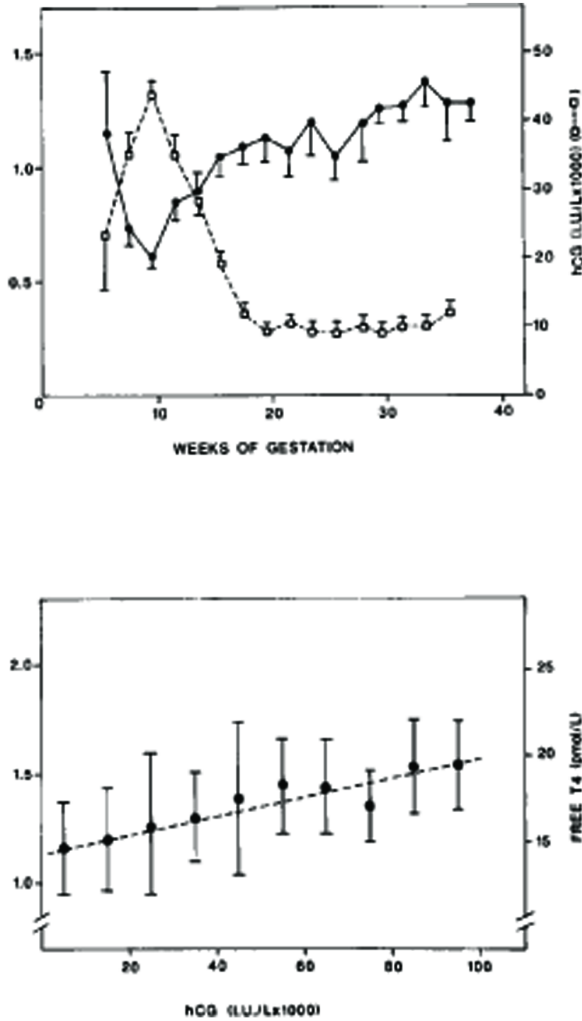 1.5
1.0
0.5
0
50
40
30
20
10
0
hCG (I.U./Lx1000) (o---o)
10 20 30 40
WEEKS OF GESTATION
2.0
1.5
1.0
25
20
15
FREE T4 (pmol/L)
20 40 60 80 100
hCG (I.U./Lx1000)